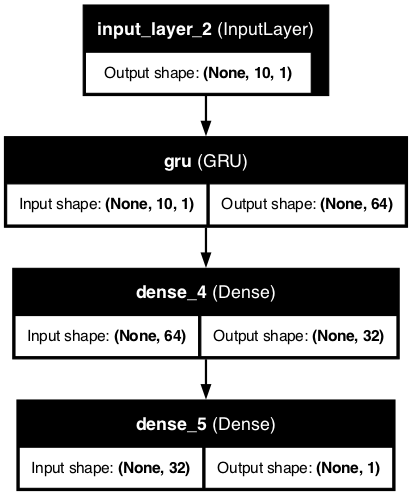 input_layer_2 (InputLayer)
Output shape: (None, 10, 1)
gru (GRU)
Input shape: (None, 10, 1) Output shape: (None, 64)
dense_4 (Dense)
Input shape: (None, 64) Output shape: (None, 32)
dense_5 (Dense)
Input shape: (None, 32) Output shape: (None, 1)